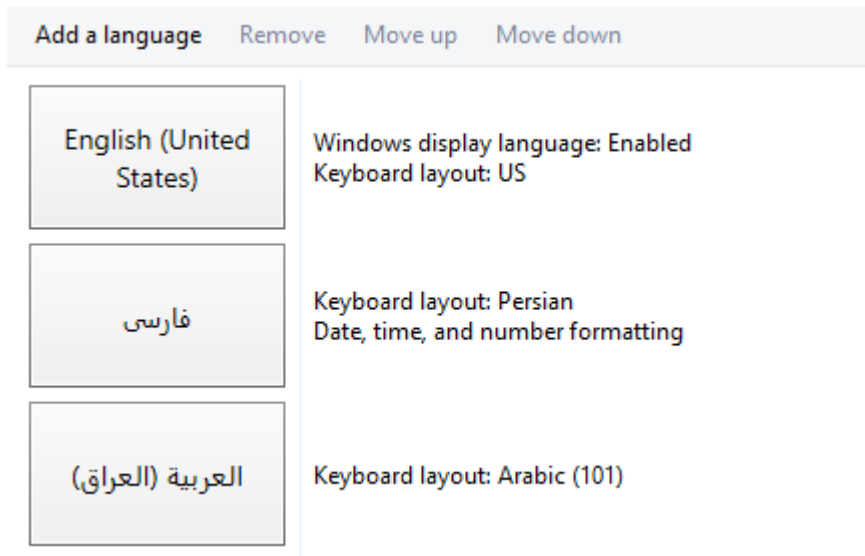 Add a language Remove Move up Move down
English (United
States)
Windows display language: Enabled
Keyboard layout: US
فارسی
Keyboard layout: Persian
Date, time, and number formatting
العربية (العراق)
Keyboard layout: Arabic (101)